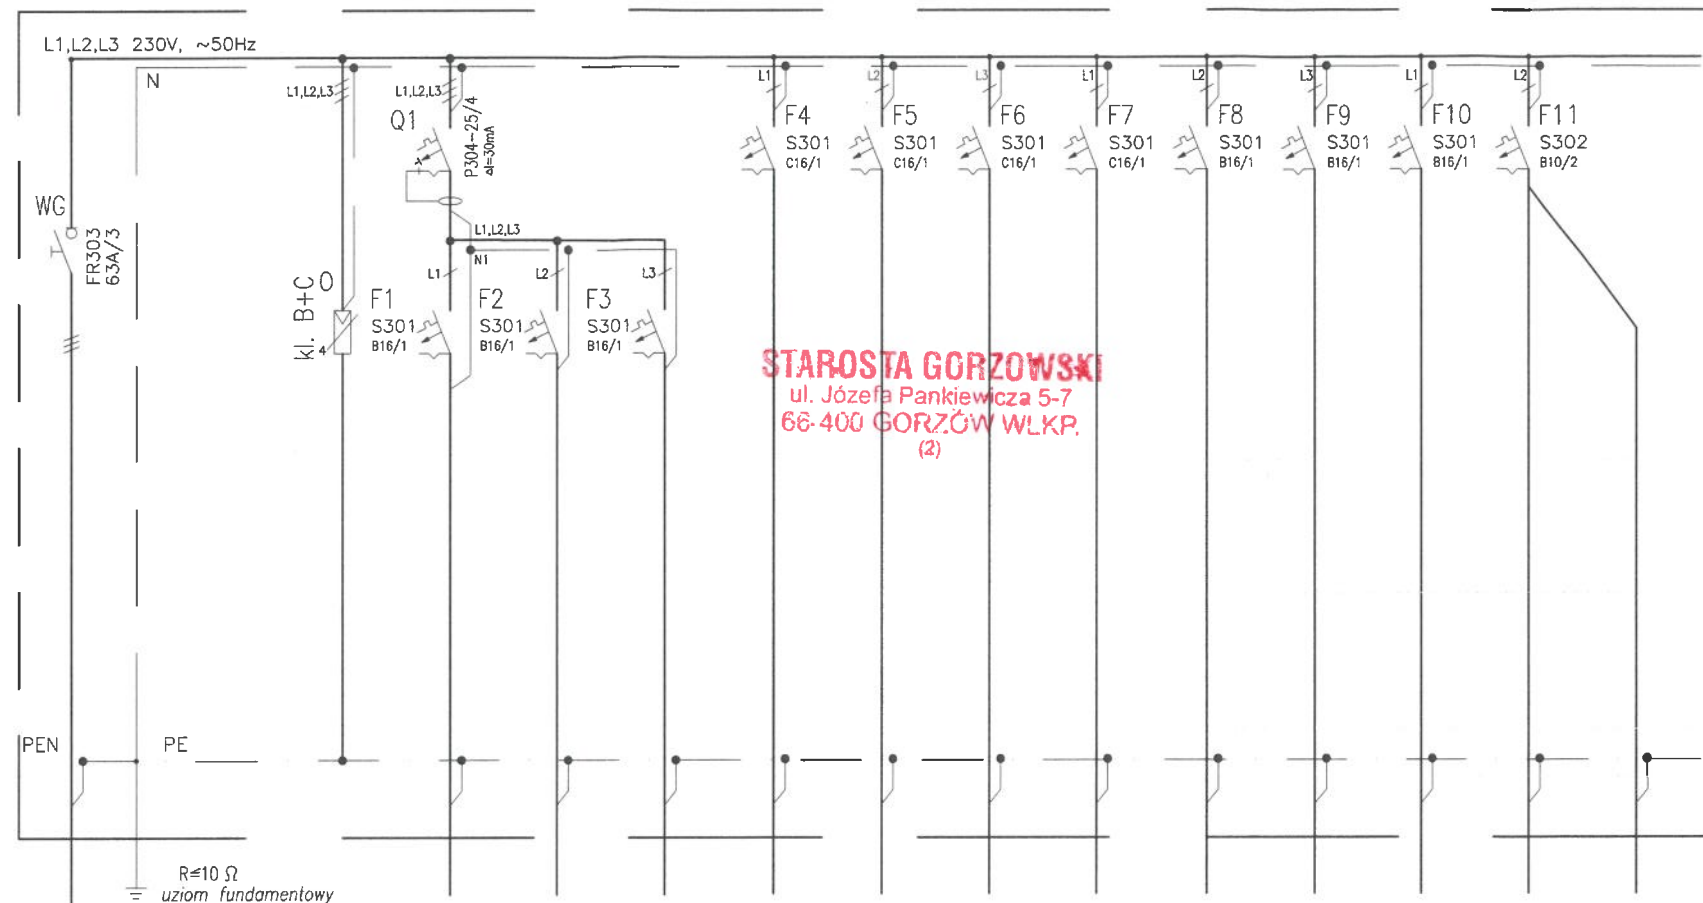 L1,L2,L3 230V, ~50Hz
N
L1,L2,L3
L1,L2,L3
L1
L2
L3
L1
L2
L3
L1
L2
Q1
P304-25/4
ΔI=30mA
F4
S301
C16/1
F5
S301
C16/1
F6
S301
C16/1
F7
S301
C16/1
F8
S301
B16/1
F9
S301
B16/1
F10
S301
B16/1
F11
S302
B10/2
WG
FR303
63A/3
L1,L2,L3
N1
L1
L2
L3
kl. B+C
O
4
F1
S301
B16/1
F2
S301
B16/1
F3
S301
B16/1
STAROSTA GORZOWSKI
ul. Józefa Pankiewicza 5-7
66-400 GORZÓW WLKP.
(2)
PEN
PE
R≤10 Ω
uziom fundamentowy